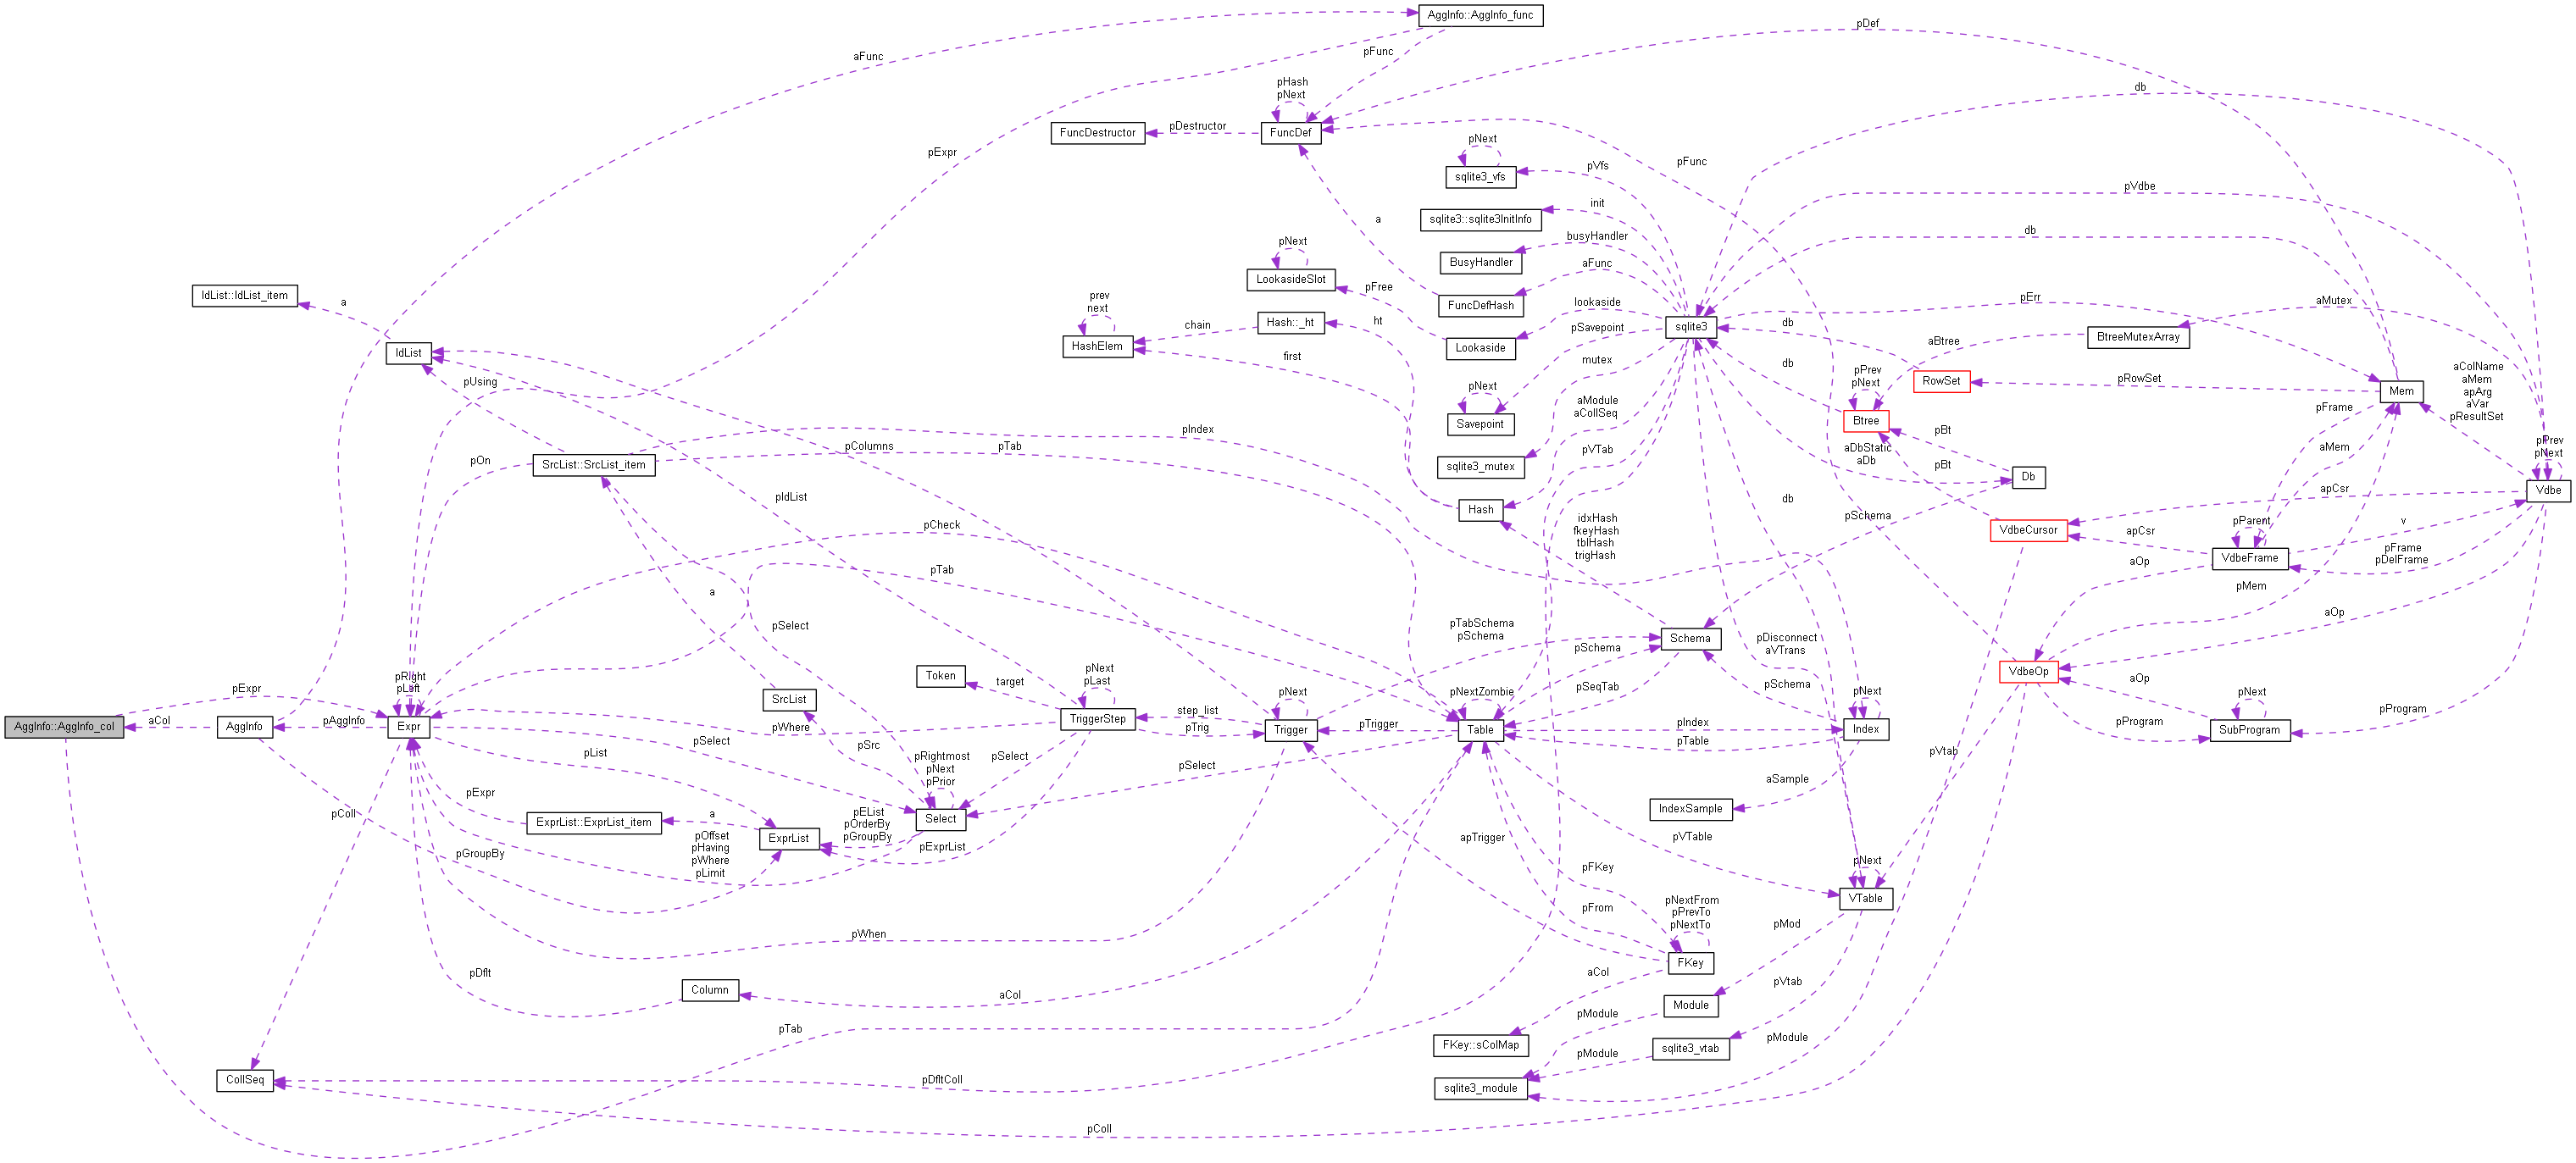 AggInfo::AggInfo_func
pDef
aFunc
pFunc
pHash
pNext
db
FuncDestructor
pDestructor
FuncDef
pExpr
pNext
pVfs
pFunc
sqlite3_vfs
pVdbe
init
sqlite3::sqlite3InitInfo
a
busyHandler
db
BusyHandler
pNext
LookasideSlot
aFunc
IdList::IdList_item
a
pFree
FuncDefHash
lookaside
pErr
aMutex
prev
next
Hash::_ht
ht
pSavepoint
sqlite3
db
BtreeMutexArray
chain
HashElem
Lookaside
aBtree
IdList
first
mutex
db
pPrev
pNext
RowSet
pRowSet
Mem
aColName
aMem
apArg
aVar
pResultSet
pUsing
pNext
aModule
aCollSeq
Btree
pFrame
Savepoint
pIndex
pColumns
pTab
pVTab
pBt
aMem
pPrev
pNext
pOn
SrcList::SrcList_item
sqlite3_mutex
aDbStatic
aDb
pBt
Db
Vdbe
apCsr
pIdList
db
Hash
idxHash
fkeyHash
tblHash
trigHash
pSchema
VdbeCursor
pParent
v
pCheck
apCsr
VdbeFrame
pFrame
pDelFrame
pTab
aOp
a
pMem
aOp
pSelect
pTabSchema
pSchema
Schema
pDisconnect
aVTrans
pSchema
Token
target
pNext
pLast
VdbeOp
aOp
pRight
pLeft
pExpr
SrcList
pNextZombie
pSeqTab
pSchema
pNext
pNext
pProgram
AggInfo::AggInfo_col
aCol
AggInfo
pAggInfo
Expr
pWhere
TriggerStep
step_list
pTrig
pNext
Trigger
pTrigger
Table
pIndex
pTable
Index
pProgram
SubProgram
pSrc
pList
pSelect
pRightmost
pNext
pPrior
pSelect
pSelect
aSample
pVtab
pExpr
ExprList::ExprList_item
a
ExprList
pEList
pOrderBy
pGroupBy
Select
IndexSample
pColl
pOffset
pHaving
pWhere
pLimit
pGroupBy
pExprList
apTrigger
pVTable
pFKey
pNext
VTable
pFrom
pNextFrom
pPrevTo
pNextTo
pMod
pWhen
FKey
pDflt
Column
aCol
aCol
pVtab
Module
pModule
pTab
FKey::sColMap
sqlite3_vtab
pModule
pModule
CollSeq
pDfltColl
sqlite3_module
pColl